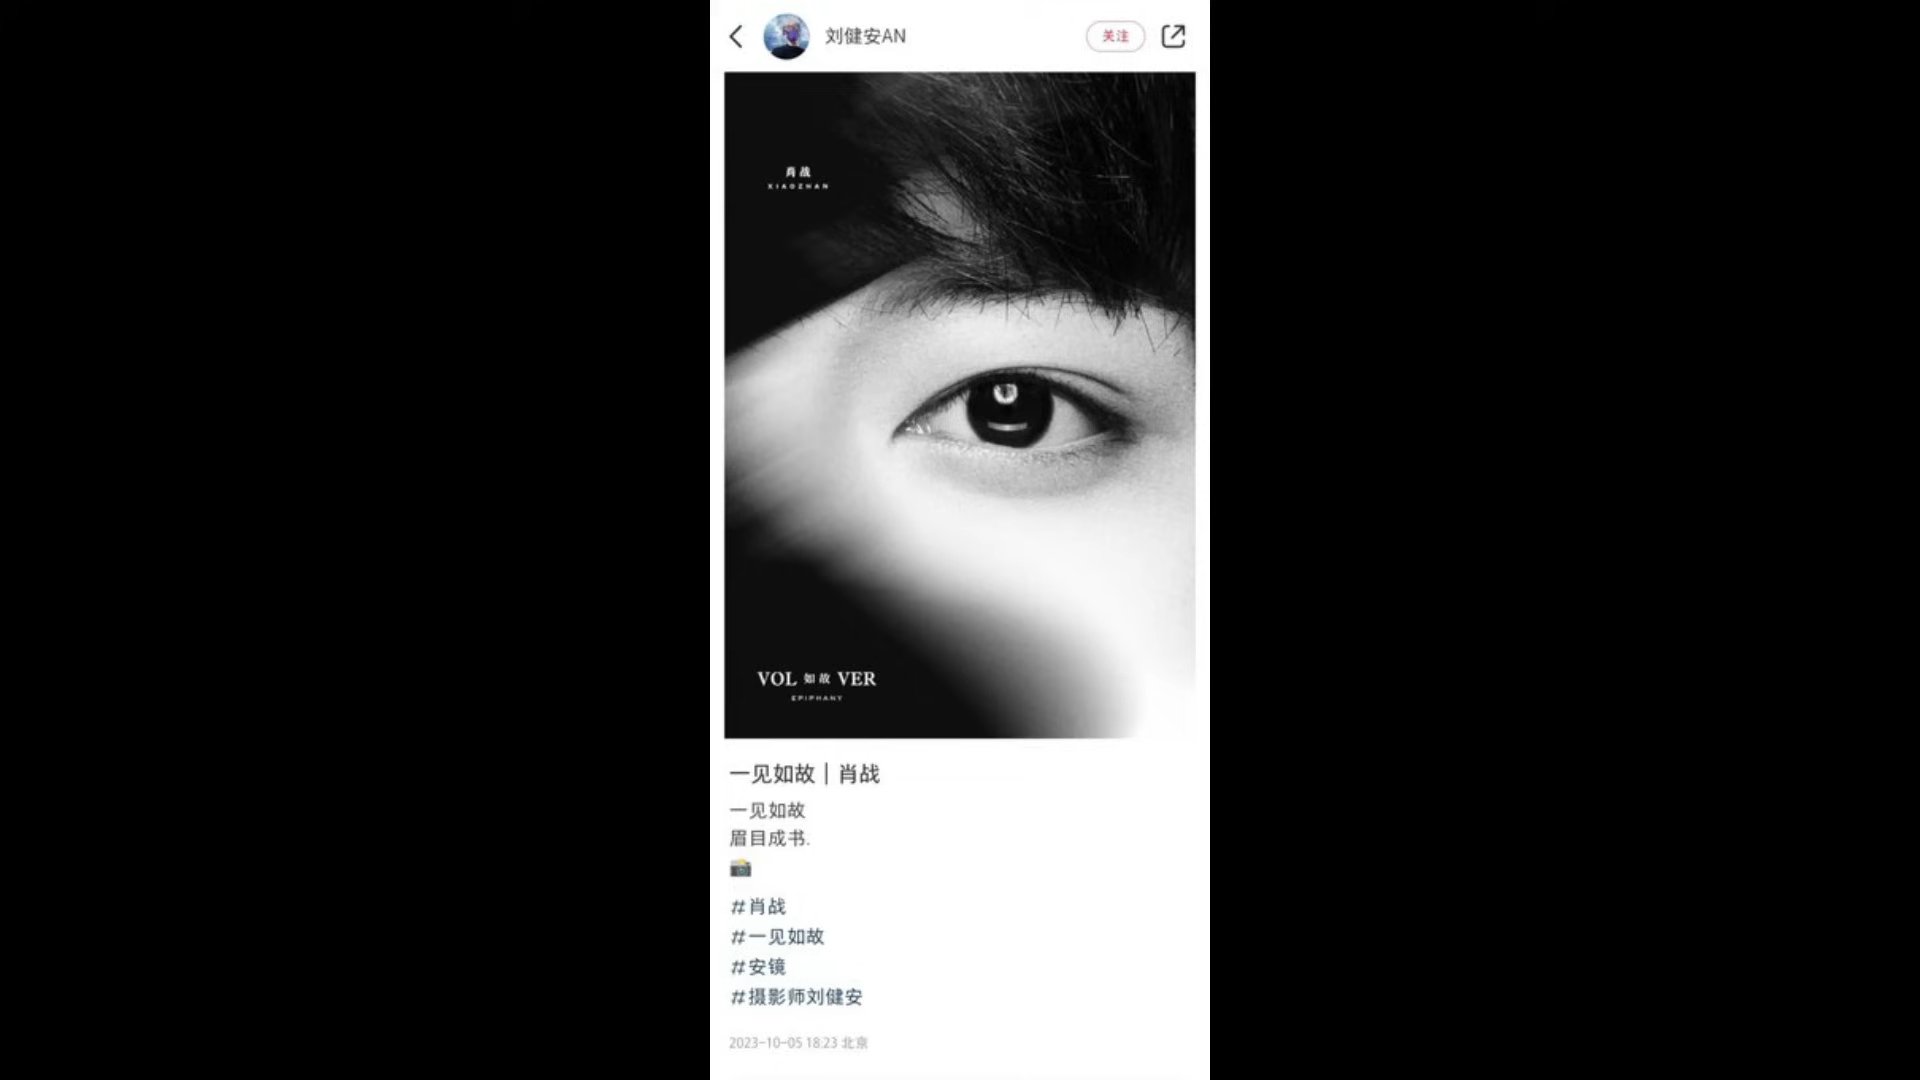 刘健安AN
关注
肖战
XIAOZHAN
VOL 如故 VER
EPIPHANY
一见如故｜肖战
一见如故
眉目成书.
#肖战
#一见如故
#安镜
#摄影师刘健安
2023-10-05 18:23 北京